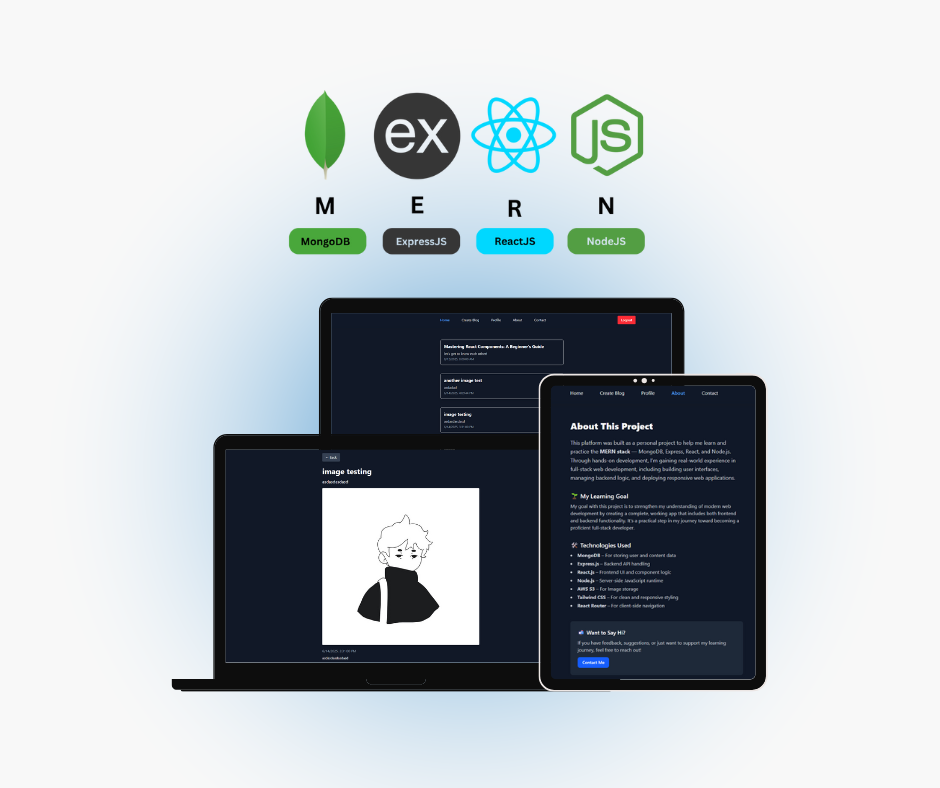 ex
JS
M E R N
MongoDB ExpressJS ReactJS NodeJS
Home Create Blog Profile About Contact Logout
Mastering React Components: A Beginner's Guide
let's get to know each other!
another image test
image testing
← back
image testing
Home Create Blog Profile About Contact
About This Project
This platform was built as a personal project to help me learn and
practice the MERN stack — MongoDB, Express, React, and Node.js.
Through hands-on development, I'm gaining real-world experience in
full-stack web development, including building user interfaces,
managing backend logic, and deploying responsive web applications.
🌱 My Learning Goal
My goal with this project is to strengthen my understanding of modern web
development by creating a complete, working app that includes both frontend
and backend functionality. It's a practical step in my journey toward becoming a
proficient full-stack developer.
🛠 Technologies Used
• MongoDB – For storing user and content data
• Express.js – Backend API handling
• React.js – Frontend UI and component logic
• Node.js – Server-side JavaScript runtime
• AWS S3 – For image storage
• Tailwind CSS – For clean and responsive styling
• React Router – For client-side navigation
📬 Want to Say Hi?
If you have feedback, suggestions, or just want to support my learning
journey, feel free to reach out!
Contact Me